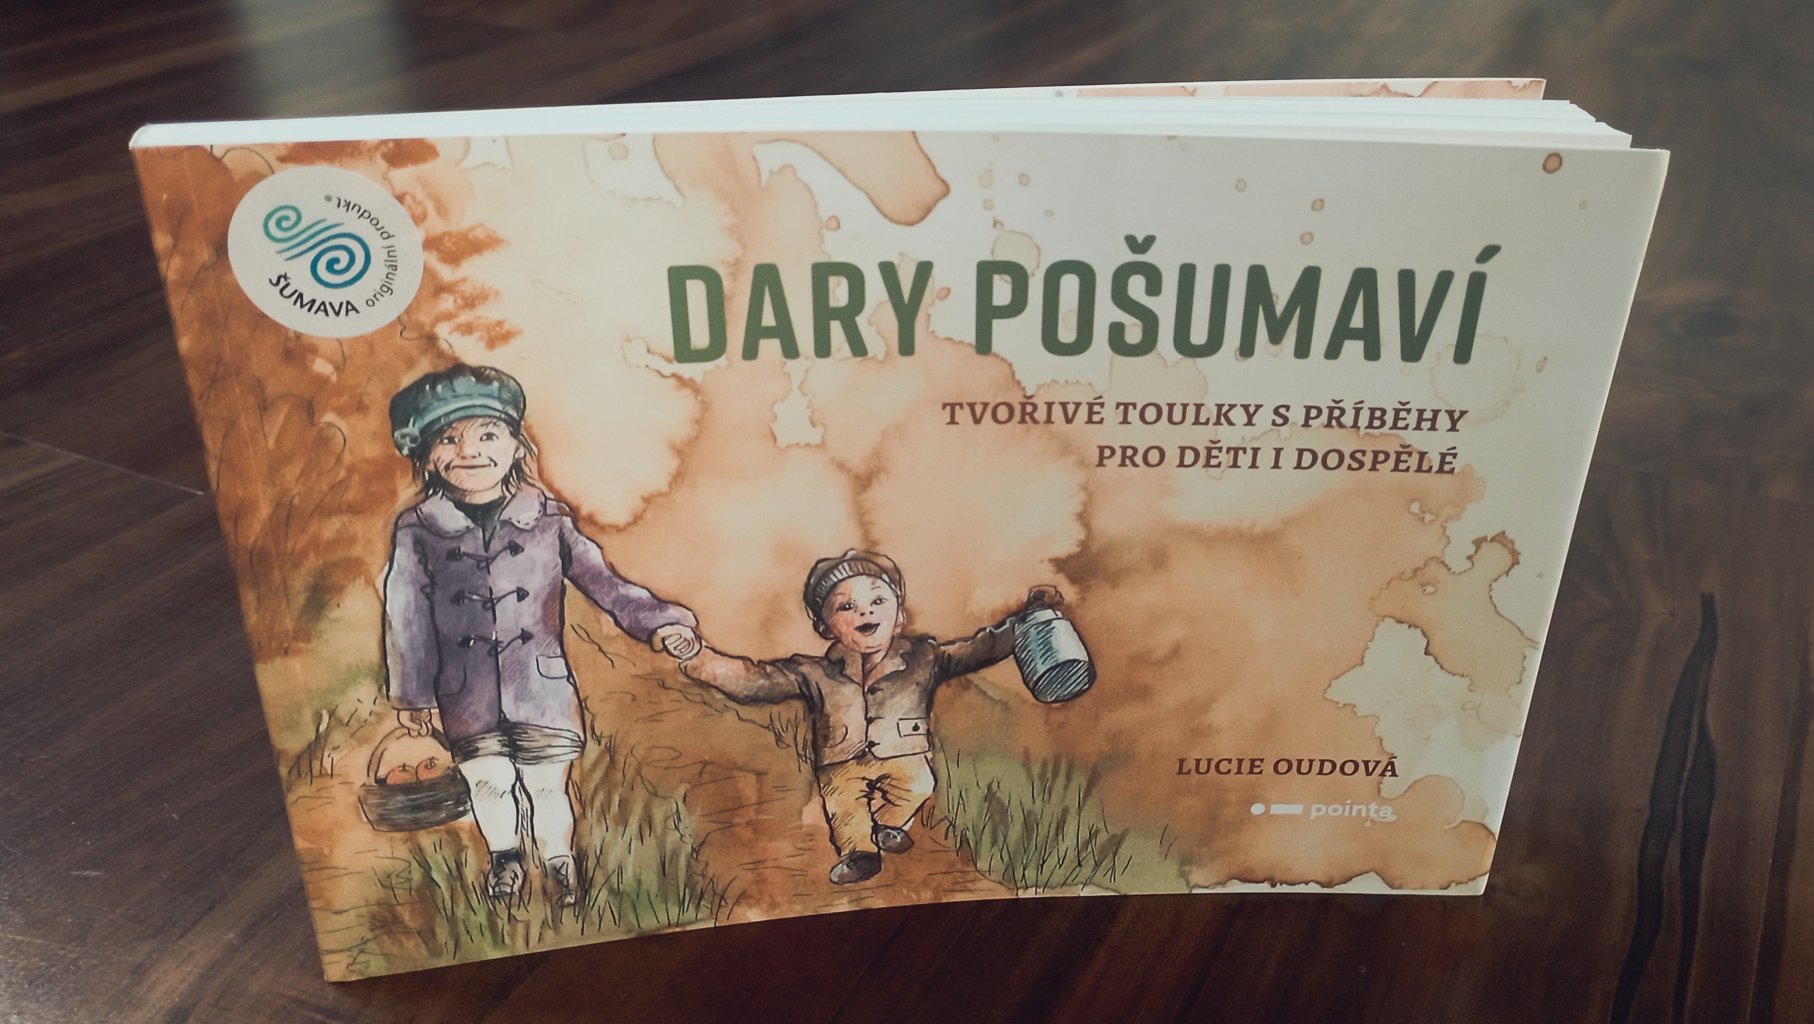 ŠUMAVA
originální produkt®
DARY POŠUMAVÍ
TVOŘIVÉ TOULKY S PŘÍBĚHY
PRO DĚTI I DOSPĚLÉ
LUCIE OUDOVÁ
pointa